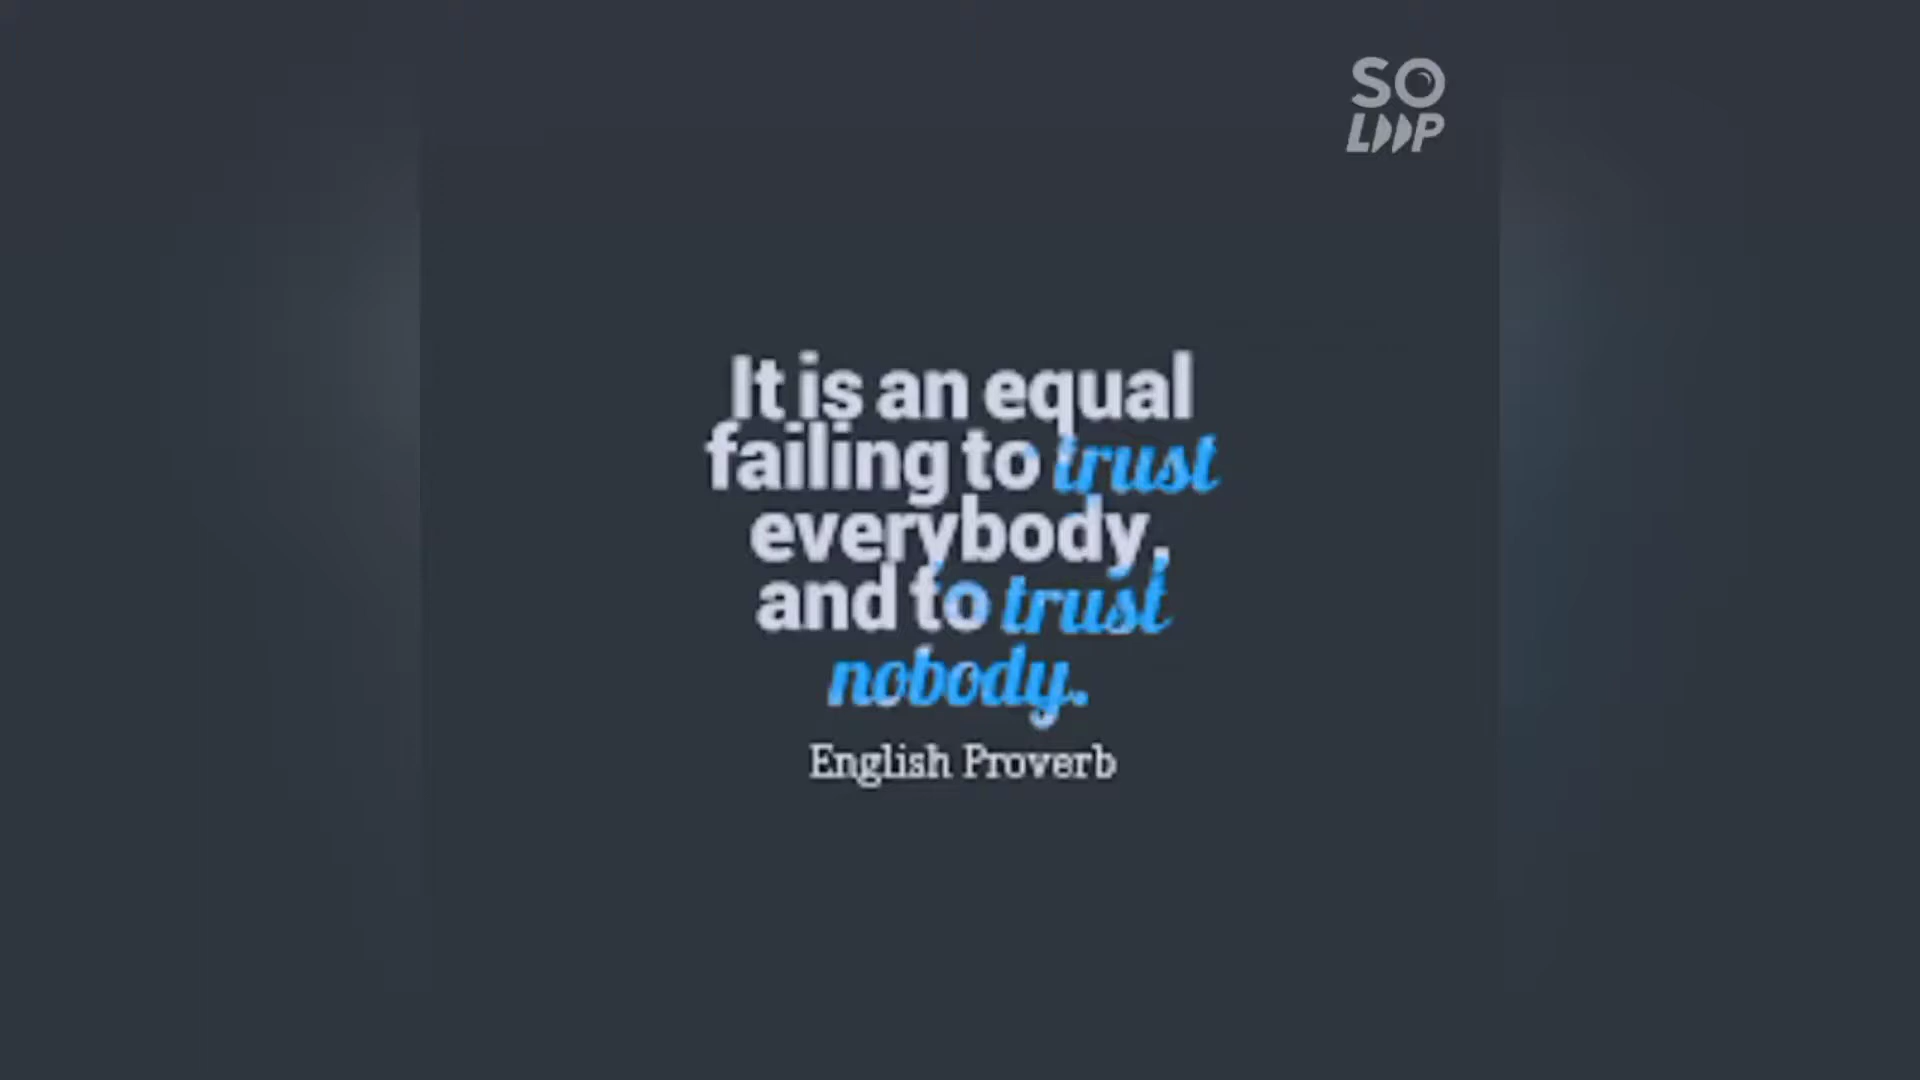 SO
LOOP
It is an equal
failing to trust
everybody,
and to trust
nobody.
English Proverb